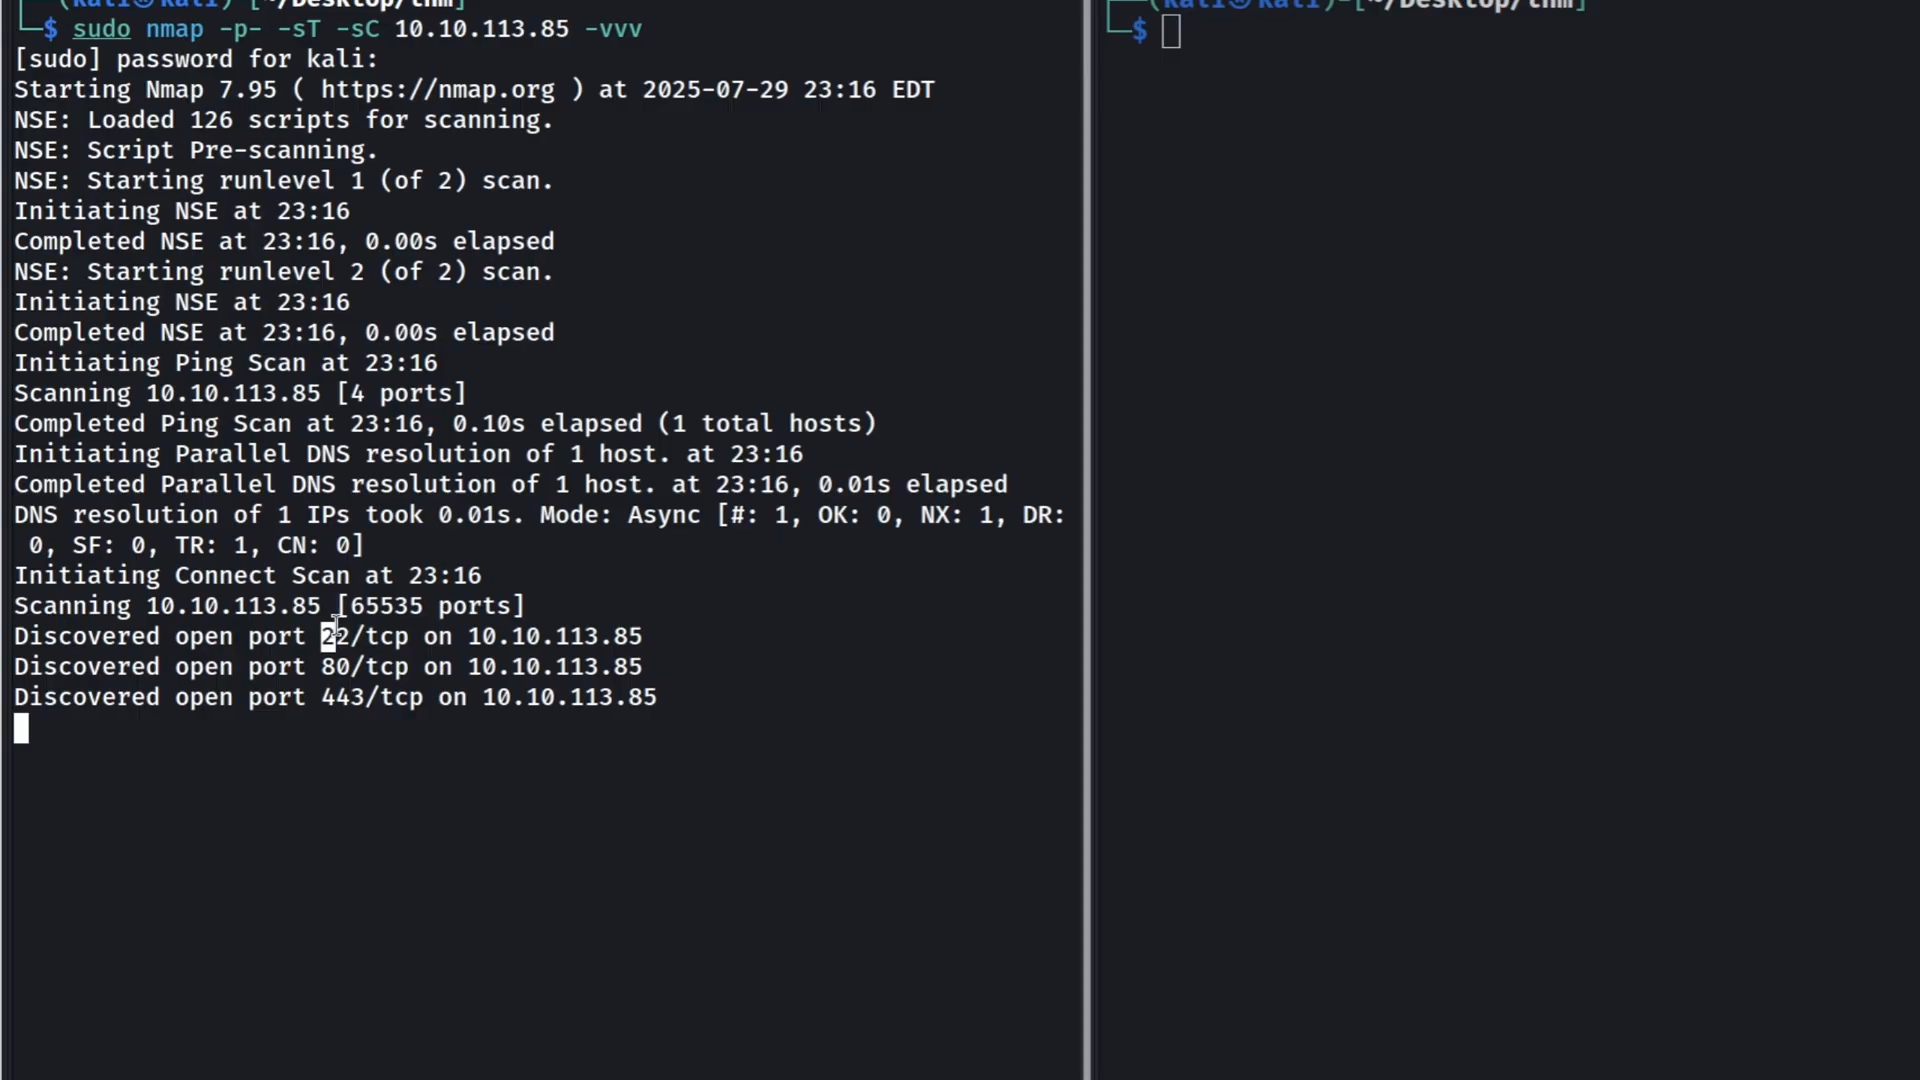 (kali㉿kali)-[~/Desktop/thm]
└─$ sudo nmap -p- -sT -sC 10.10.113.85 -vvv
[sudo] password for kali:
Starting Nmap 7.95 ( https://nmap.org ) at 2025-07-29 23:16 EDT
NSE: Loaded 126 scripts for scanning.
NSE: Script Pre-scanning.
NSE: Starting runlevel 1 (of 2) scan.
Initiating NSE at 23:16
Completed NSE at 23:16, 0.00s elapsed
NSE: Starting runlevel 2 (of 2) scan.
Initiating NSE at 23:16
Completed NSE at 23:16, 0.00s elapsed
Initiating Ping Scan at 23:16
Scanning 10.10.113.85 [4 ports]
Completed Ping Scan at 23:16, 0.10s elapsed (1 total hosts)
Initiating Parallel DNS resolution of 1 host. at 23:16
Completed Parallel DNS resolution of 1 host. at 23:16, 0.01s elapsed
DNS resolution of 1 IPs took 0.01s. Mode: Async [#: 1, OK: 0, NX: 1, DR:
0, SF: 0, TR: 1, CN: 0]
Initiating Connect Scan at 23:16
Scanning 10.10.113.85 [65535 ports]
Discovered open port 22/tcp on 10.10.113.85
Discovered open port 80/tcp on 10.10.113.85
Discovered open port 443/tcp on 10.10.113.85
(kali㉿kali)-[~/Desktop/thm]
└─$